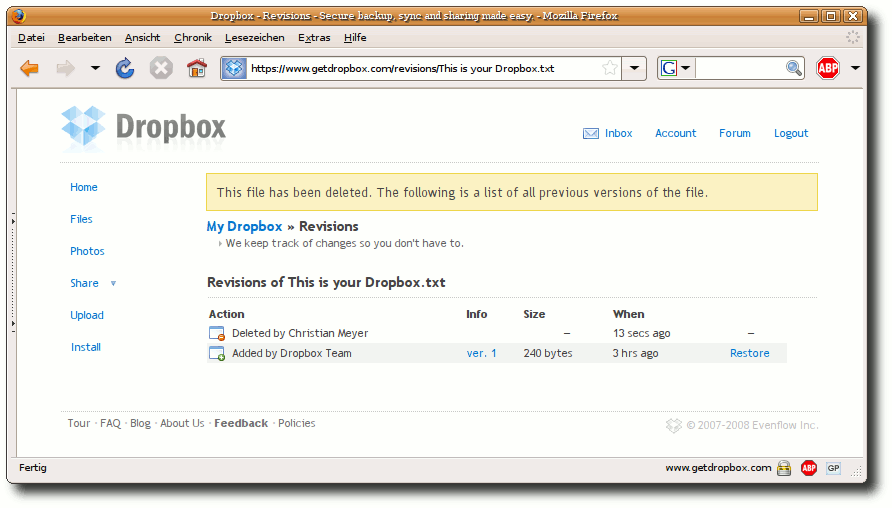 Dropbox - Revisions - Secure backup, sync and sharing made easy. - Mozilla Firefox
Datei Bearbeiten Ansicht Chronik Lesezeichen Extras Hilfe
https://www.getdropbox.com/revisions/This is your Dropbox.txt G ABP
Dropbox
Inbox Account Forum Logout
Home
Files
Photos
Share
Upload
Install
This file has been deleted. The following is a list of all previous versions of the file.
My Dropbox » Revisions
We keep track of changes so you don't have to.
Revisions of This is your Dropbox.txt
Action Info Size When
Deleted by Christian Meyer – 13 secs ago –
Added by Dropbox Team ver. 1 240 bytes 3 hrs ago Restore
Tour · FAQ · Blog · About Us · Feedback · Policies
© 2007-2008 Evenflow Inc.
Fertig www.getdropbox.com ABP GP